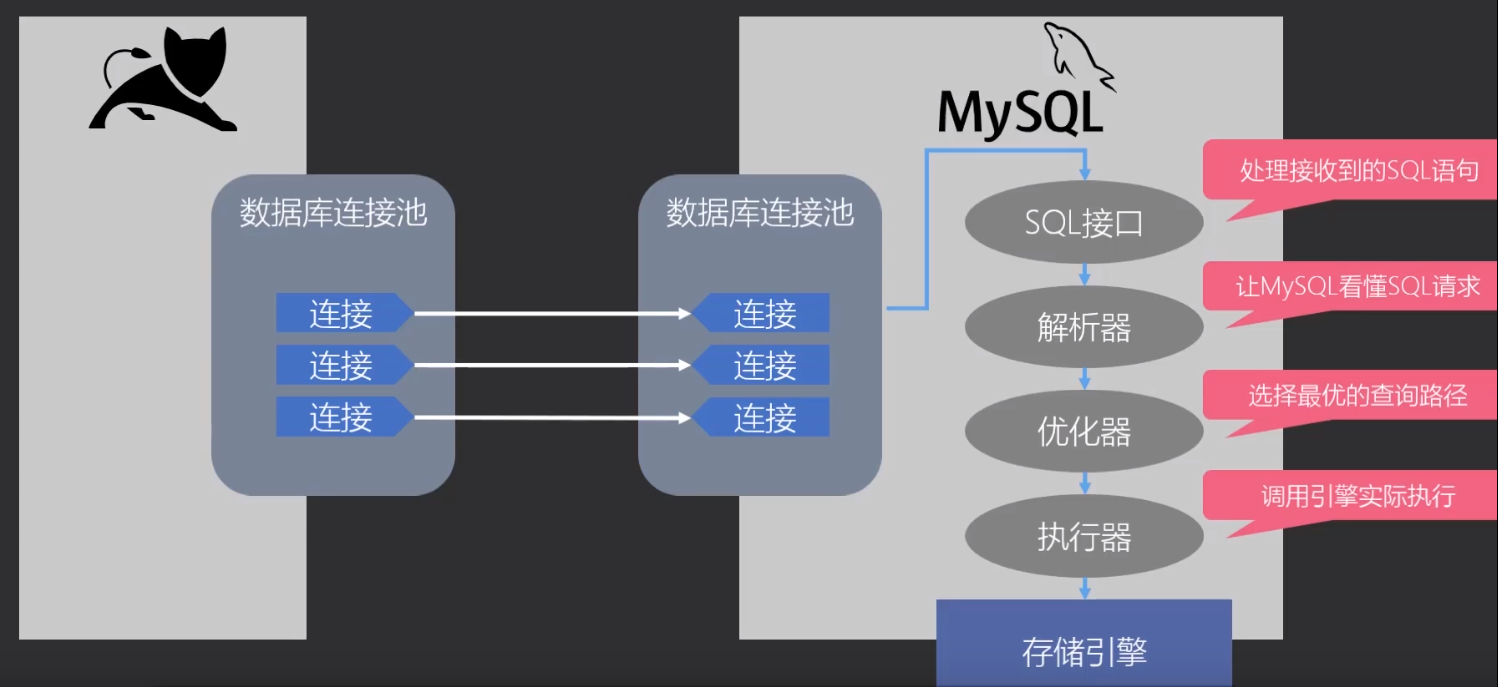 数据库连接池
连接
连接
连接
数据库连接池
连接
连接
连接
MySQL
SQL接口
处理接收到的SQL语句
解析器
让MySQL看懂SQL请求
优化器
选择最优的查询路径
执行器
调用引擎实际执行
存储引擎